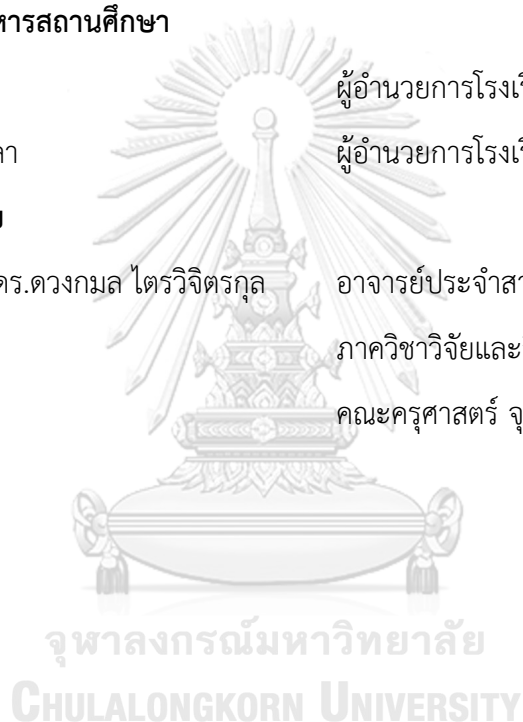 หารสถานศึกษา
ผู้อำนวยการโรงเรี
ลา ผู้อำนวยการโรงเรี
ดร.ดวงกมล ไตรวิจิตรกุล อาจารย์ประจำสา
ภาควิชาวิจัยและ
คณะครุศาสตร์ จุ
จุฬาลงกรณ์มหาวิทยาลัย
CHULALONGKORN UNIVERSITY